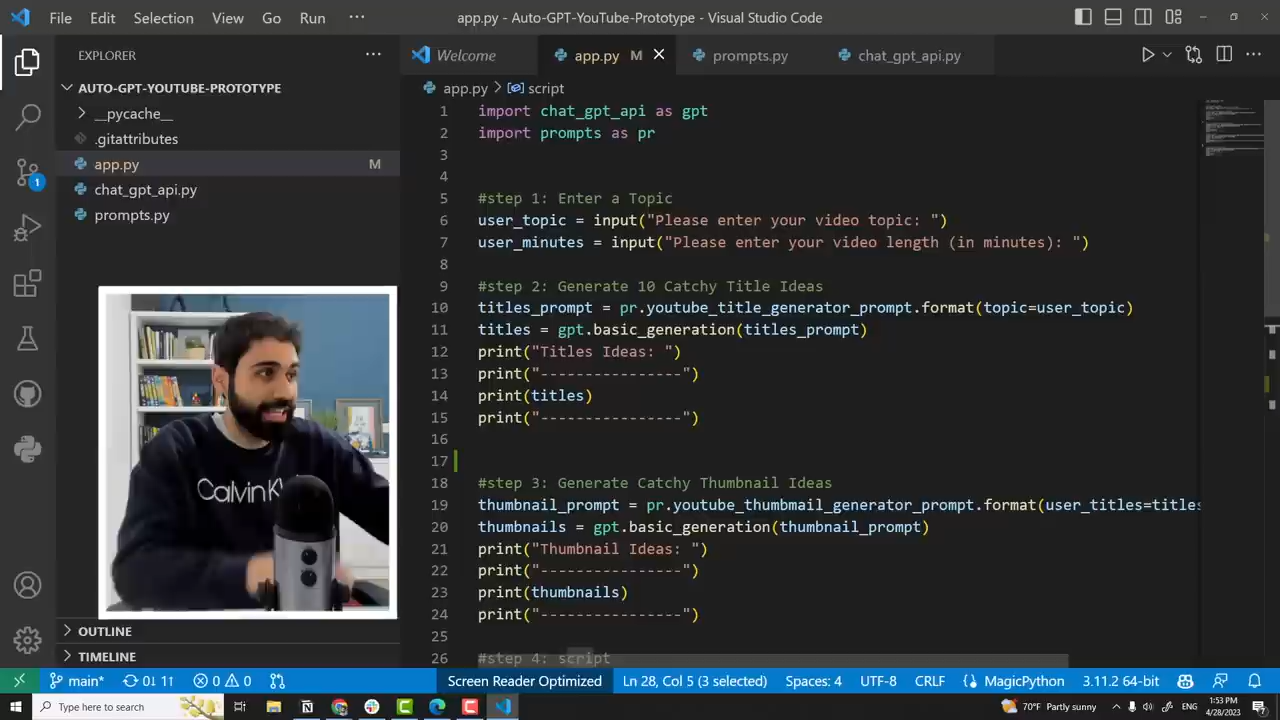 File Edit Selection View Go Run ··· app.py - Auto-GPT-YouTube-Prototype - Visual Studio Code
EXPLORER ···
Welcome app.py M prompts.py chat_gpt_api.py
AUTO-GPT-YOUTUBE-PROTOTYPE
__pycache__
.gitattributes
app.py M
chat_gpt_api.py
prompts.py
1
app.py > script
1 import chat_gpt_api as gpt
2 import prompts as pr
3
4
5 #step 1: Enter a Topic
6 user_topic = input("Please enter your video topic: ")
7 user_minutes = input("Please enter your video length (in minutes): ")
8
9 #step 2: Generate 10 Catchy Title Ideas
10 titles_prompt = pr.youtube_title_generator_prompt.format(topic=user_topic)
11 titles = gpt.basic_generation(titles_prompt)
12 print("Titles Ideas: ")
13 print("----------------")
14 print(titles)
15 print("----------------")
16
17
18 #step 3: Generate Catchy Thumbnail Ideas
19 thumbnail_prompt = pr.youtube_thumbmail_generator_prompt.format(user_titles=titles
20 thumbnails = gpt.basic_generation(thumbnail_prompt)
21 print("Thumbnail Ideas: ")
22 print("----------------")
23 print(thumbnails)
24 print("----------------")
25
26 #step 4: script
Calvin K
OUTLINE
TIMELINE
main* 0↓ 1↑ 0 0 Screen Reader Optimized Ln 28, Col 5 (3 selected) Spaces: 4 UTF-8 CRLF MagicPython 3.11.2 64-bit
Type here to search 70°F Partly sunny 1:53 PM
4/28/2023